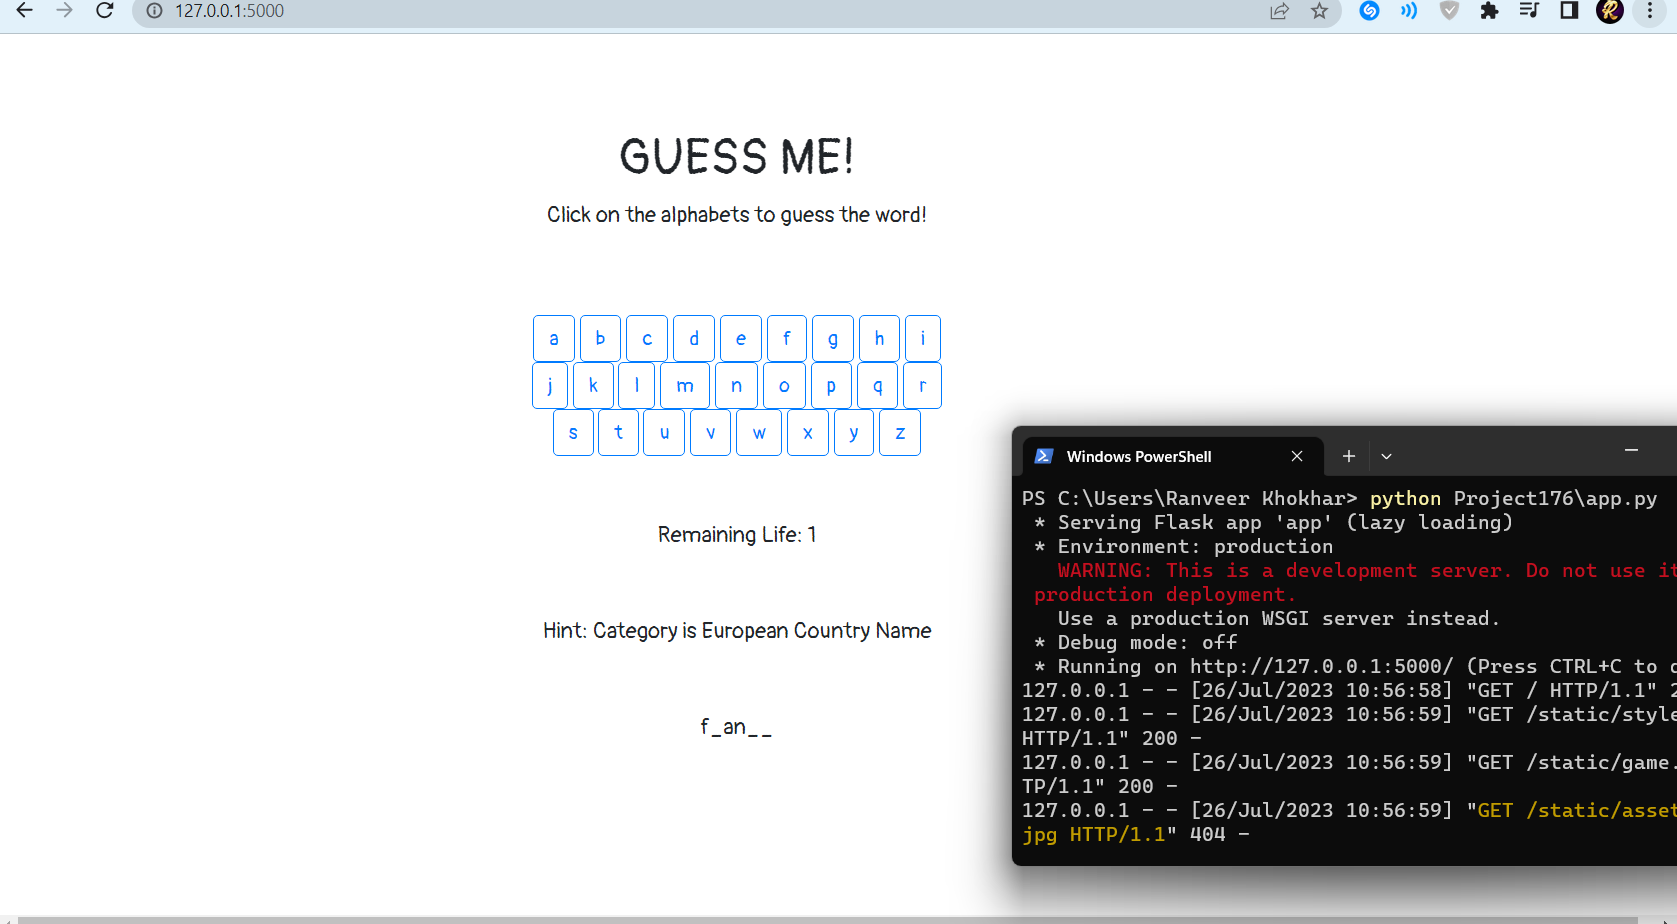 127.0.0.1:5000
GUESS ME!
Click on the alphabets to guess the word!
a b c d e f g h i
j k l m n o p q r
s t u v w x y z
Remaining Life: 1
Hint: Category is European Country Name
f_an__
Windows PowerShell
PS C:\Users\Ranveer Khokhar> python Project176\app.py
* Serving Flask app 'app' (lazy loading)
* Environment: production
WARNING: This is a development server. Do not use it
production deployment.
Use a production WSGI server instead.
* Debug mode: off
* Running on http://127.0.0.1:5000/ (Press CTRL+C to
127.0.0.1 - - [26/Jul/2023 10:56:58] "GET / HTTP/1.1" 2
127.0.0.1 - - [26/Jul/2023 10:56:59] "GET /static/style
HTTP/1.1" 200 -
127.0.0.1 - - [26/Jul/2023 10:56:59] "GET /static/game.
TP/1.1" 200 -
127.0.0.1 - - [26/Jul/2023 10:56:59] "GET /static/asset
jpg HTTP/1.1" 404 -